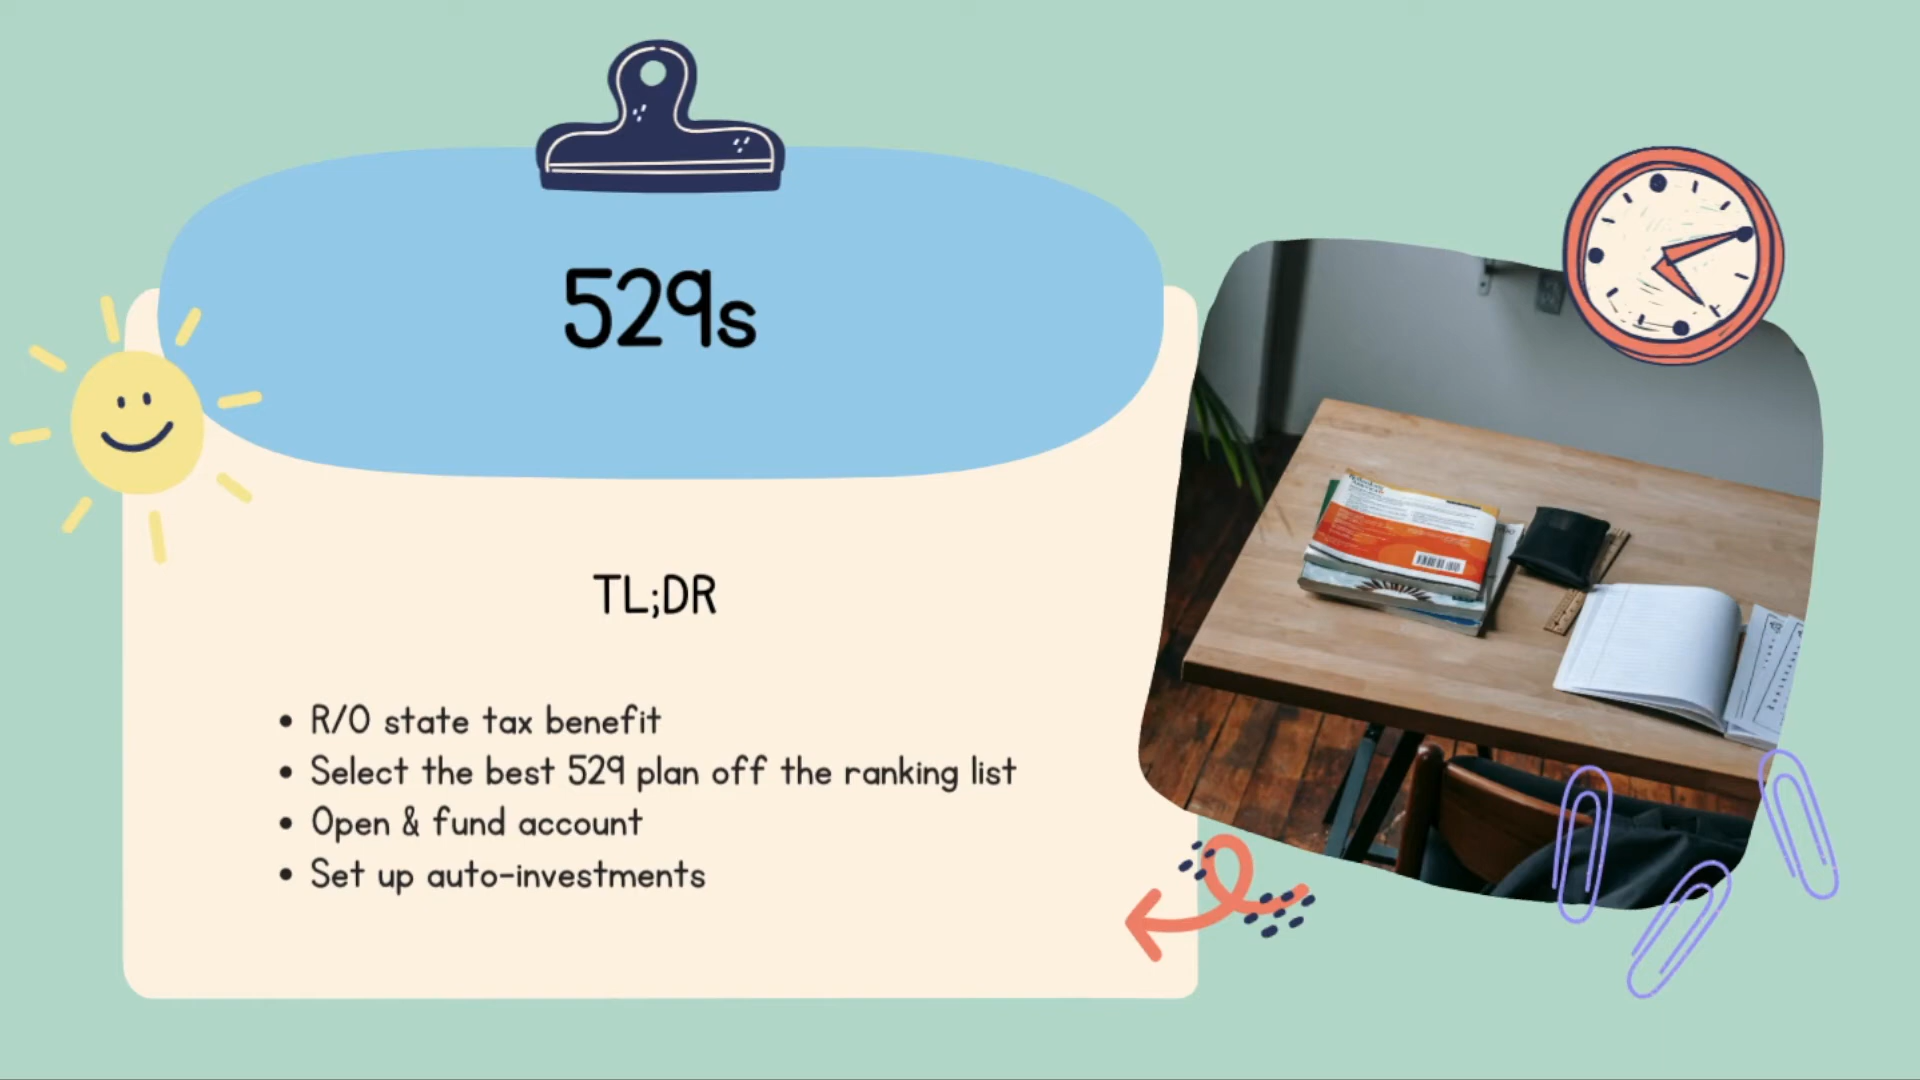 529s
TL;DR
• R/O state tax benefit
• Select the best 529 plan off the ranking list
• Open & fund account
• Set up auto-investments